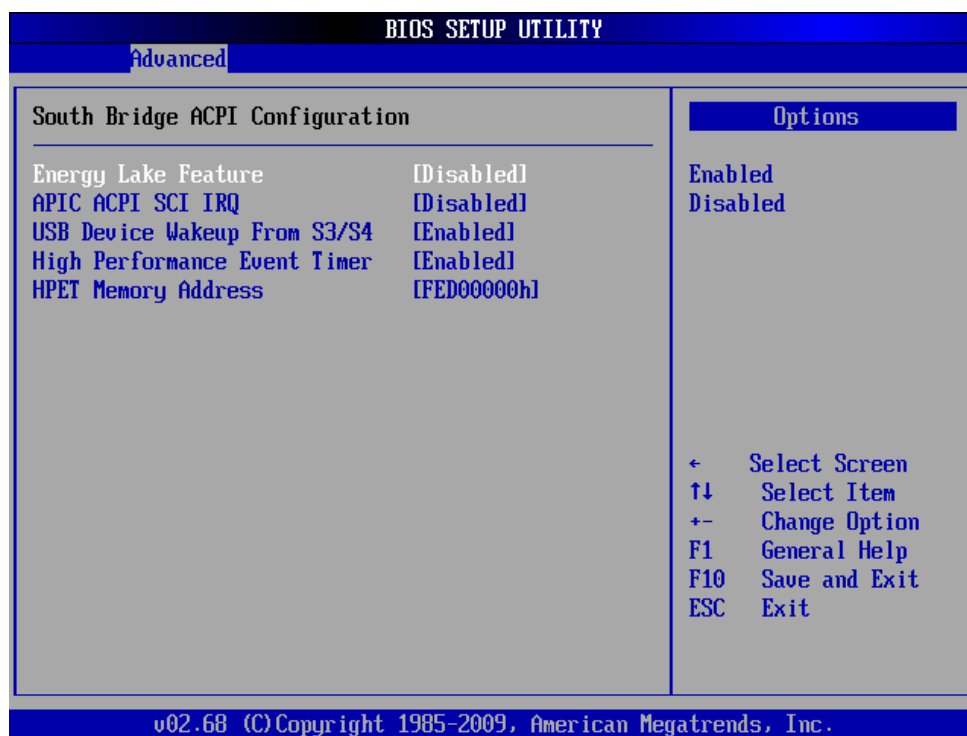 BIOS SETUP UTILITY
Advanced
South Bridge ACPI Configuration
Energy Lake Feature [Disabled]
APIC ACPI SCI IRQ [Disabled]
USB Device Wakeup From S3/S4 [Enabled]
High Performance Event Timer [Enabled]
HPET Memory Address [FED00000h]
Options
Enabled
Disabled
← Select Screen
↑↓ Select Item
+- Change Option
F1 General Help
F10 Save and Exit
ESC Exit
v02.68 (C)Copyright 1985-2009, American Megatrends, Inc.